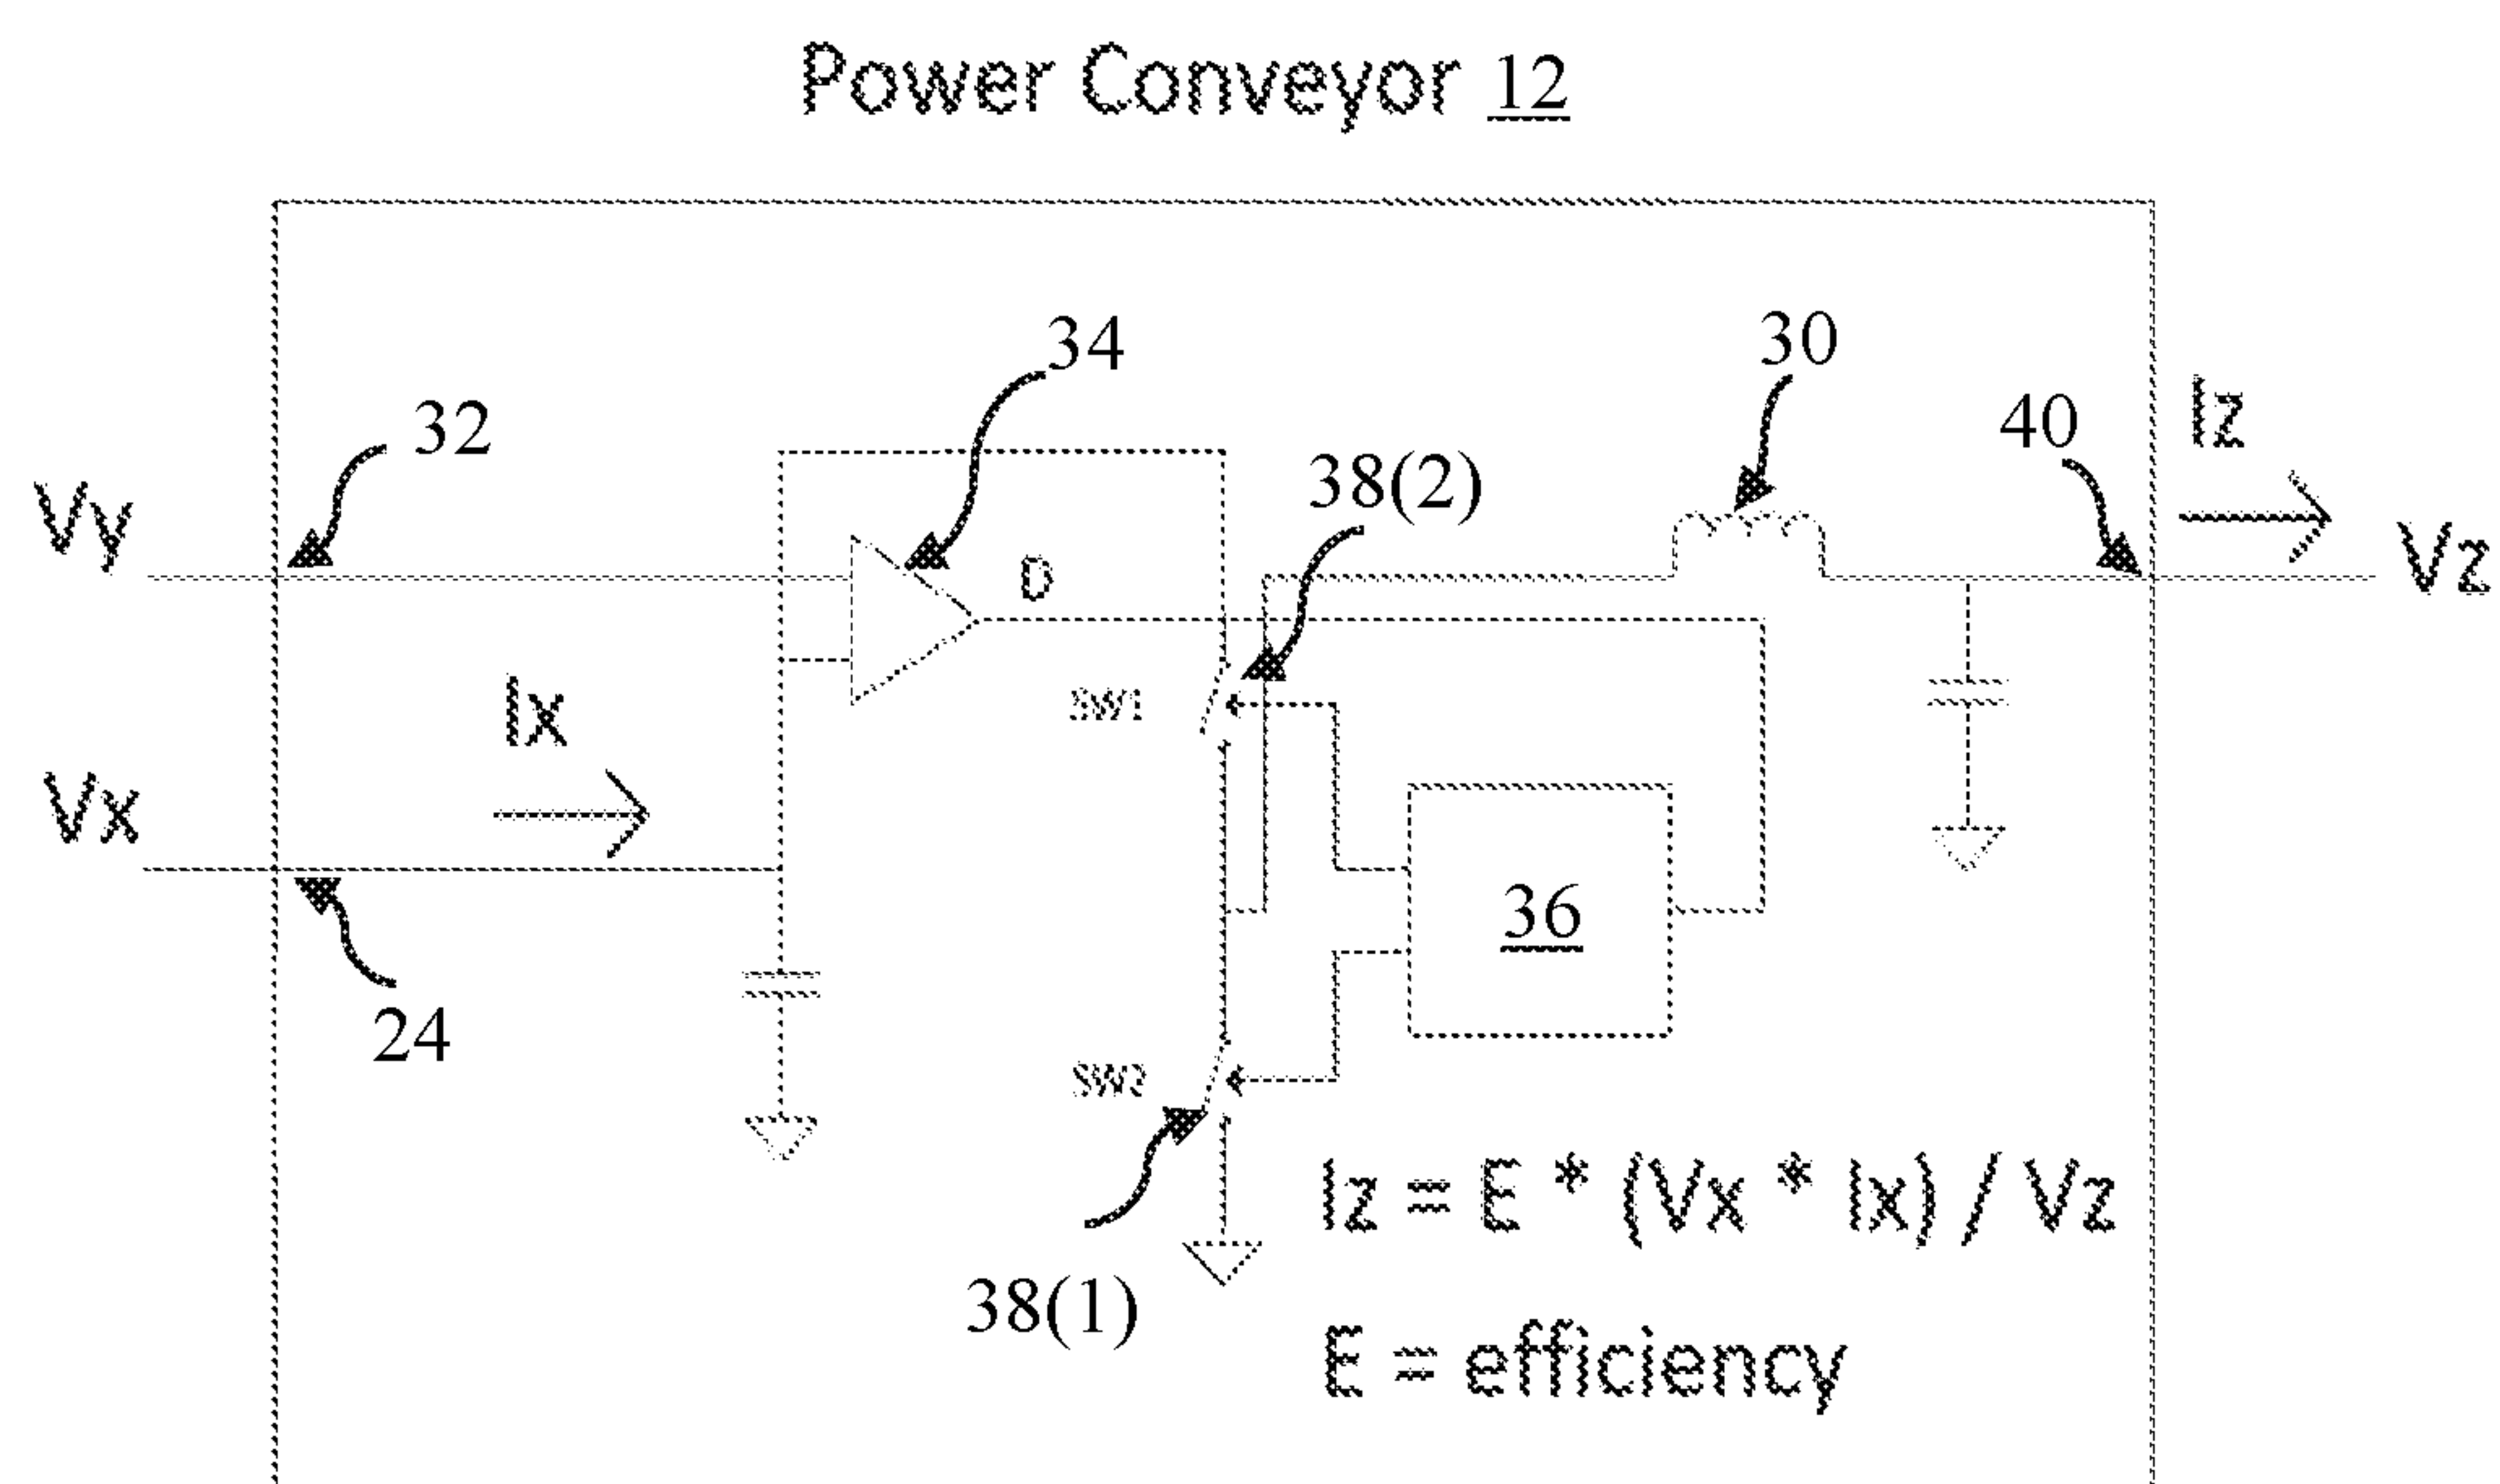 Power Conveyor 12
34
30
32
40
Iz
38(2)
Vy
Vz
D
Ix
SW1
Vx
36
24
Iz = E * (Vx * Ix) / Vz
38(1)
E = efficiency